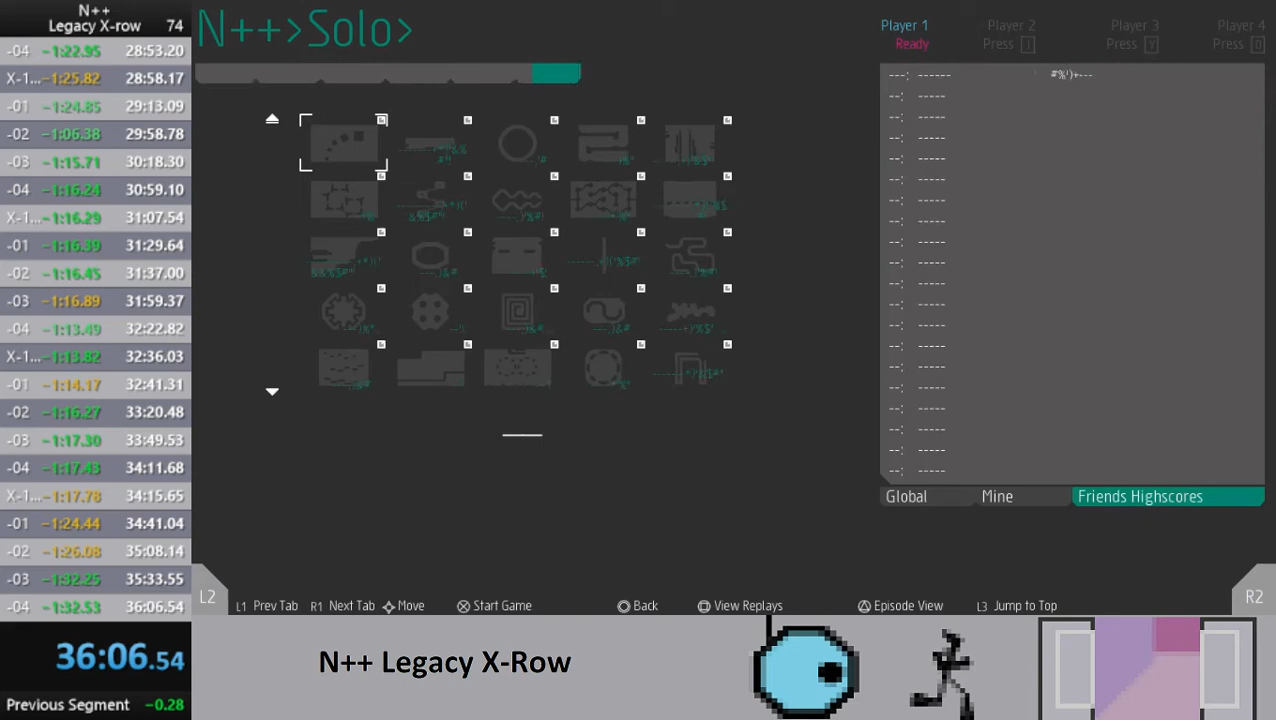 N++
Legacy X-row 74
-04 -1:22.95 28:53.20
X-1... -1:25.82 28:58.17
-01 -1:24.85 29:13.09
-02 -1:06.38 29:58.78
-03 -1:15.71 30:18.30
-04 -1:16.24 30:59.10
X-1... -1:16.29 31:07.54
-01 -1:16.39 31:29.64
-02 -1:16.45 31:37.00
-03 -1:16.89 31:59.37
-04 -1:13.49 32:22.82
X-1... -1:13.82 32:36.03
-01 -1:14.17 32:41.31
-02 -1:16.27 33:20.48
-03 -1:17.30 33:49.53
-04 -1:17.43 34:11.68
X-1... -1:17.78 34:15.65
-01 -1:24.44 34:41.04
-02 -1:26.08 35:08.14
-03 -1:32.25 35:33.55
-04 -1:32.53 36:06.54
36:06.54
Previous Segment -0.28
N++>Solo>
Player 1
Ready
Player 2
Press I
Player 3
Press Y
Player 4
Press 0
Global Mine Friends Highscores
L2
L1 Prev Tab R1 Next Tab Move Start Game Back View Replays Episode View L3 Jump to Top
R2
N++ Legacy X-Row